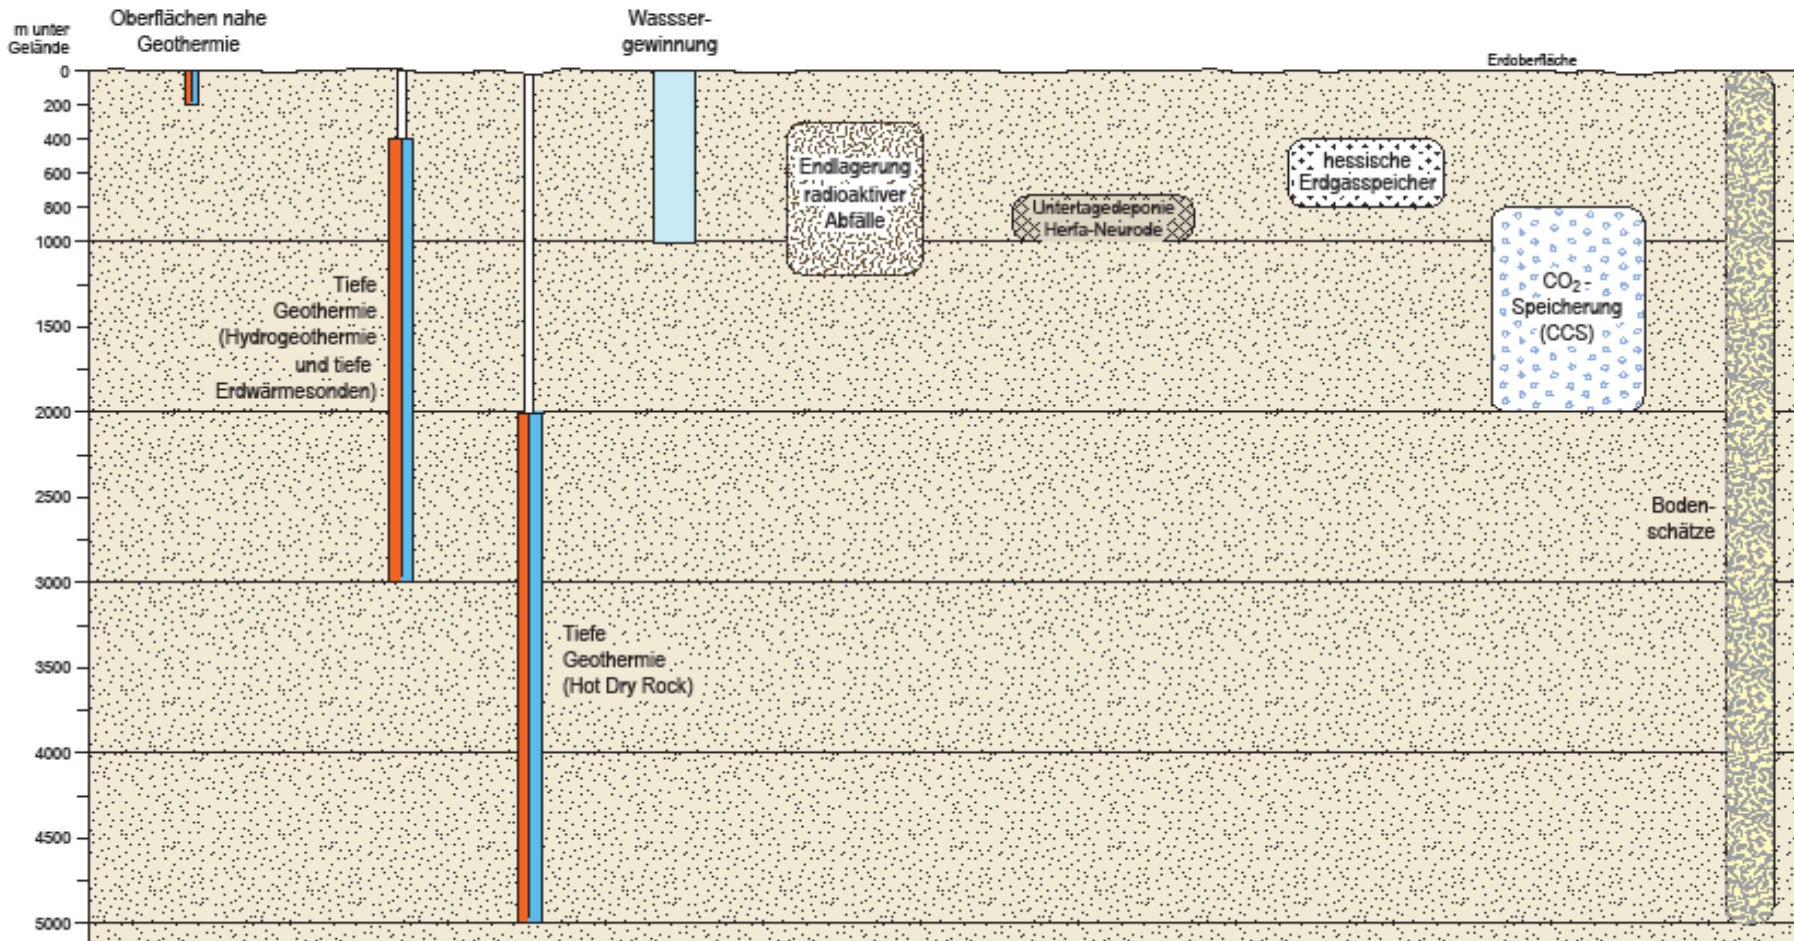 Oberflächen nahe
Geothermie
Wassser-
gewinnung
m unter
Gelände
Erdoberfläche
0
200
400
600
800
1000
1500
2000
2500
3000
3500
4000
4500
5000
Tiefe
Geothermie
(Hydrogeothermie
und tiefe
Erdwärmesonden)
Tiefe
Geothermie
(Hot Dry Rock)
Endlagerung
radioaktiver
Abfälle
Untertagedeponie
Herfa-Neurode
hessische
Erdgasspeicher
CO₂ -
Speicherung
(CCS)
Boden-
schätze